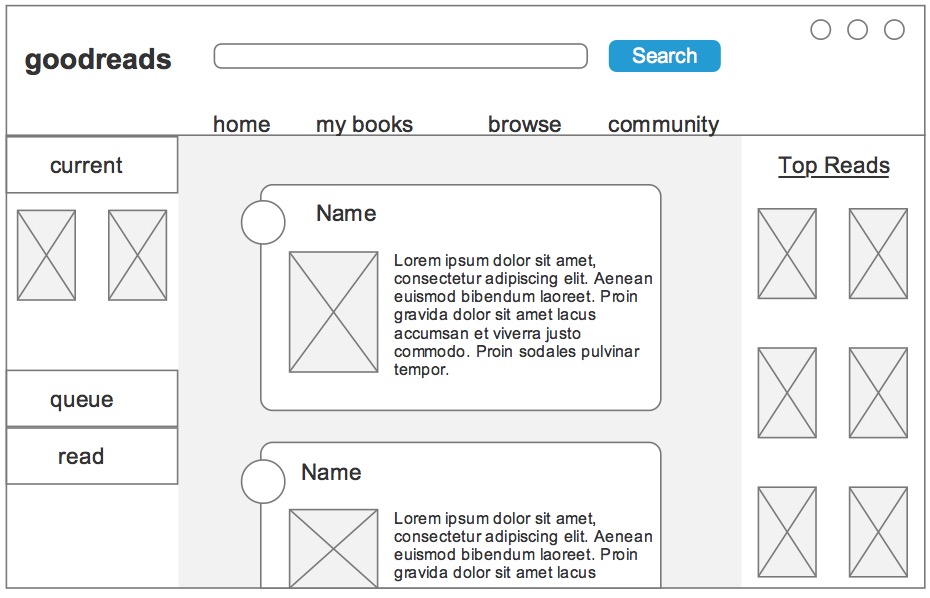 goodreads
Search
home my books browse community
current
queue
read
Name
Lorem ipsum dolor sit amet,
consectetur adipiscing elit. Aenean
euismod bibendum laoreet. Proin
gravida dolor sit amet lacus
accumsan et viverra justo
commodo. Proin sodales pulvinar
tempor.
Name
Lorem ipsum dolor sit amet,
consectetur adipiscing elit. Aenean
euismod bibendum laoreet. Proin
gravida dolor sit amet lacus
Top Reads